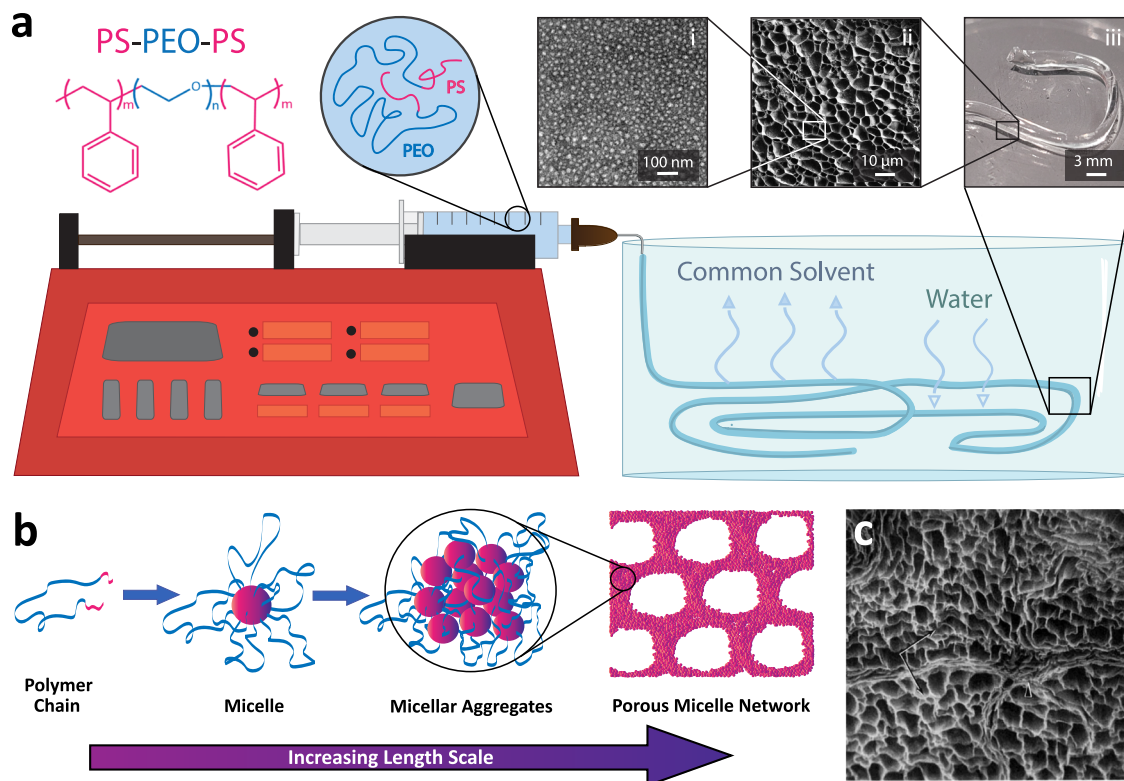 a
PS-PEO-PS
m
O
n
m
PS
PEO
i
100 nm
ii
10 µm
iii
3 mm
Common Solvent
Water
b
Polymer
Chain
Micelle
Micellar Aggregates
Porous Micelle Network
Increasing Length Scale
c